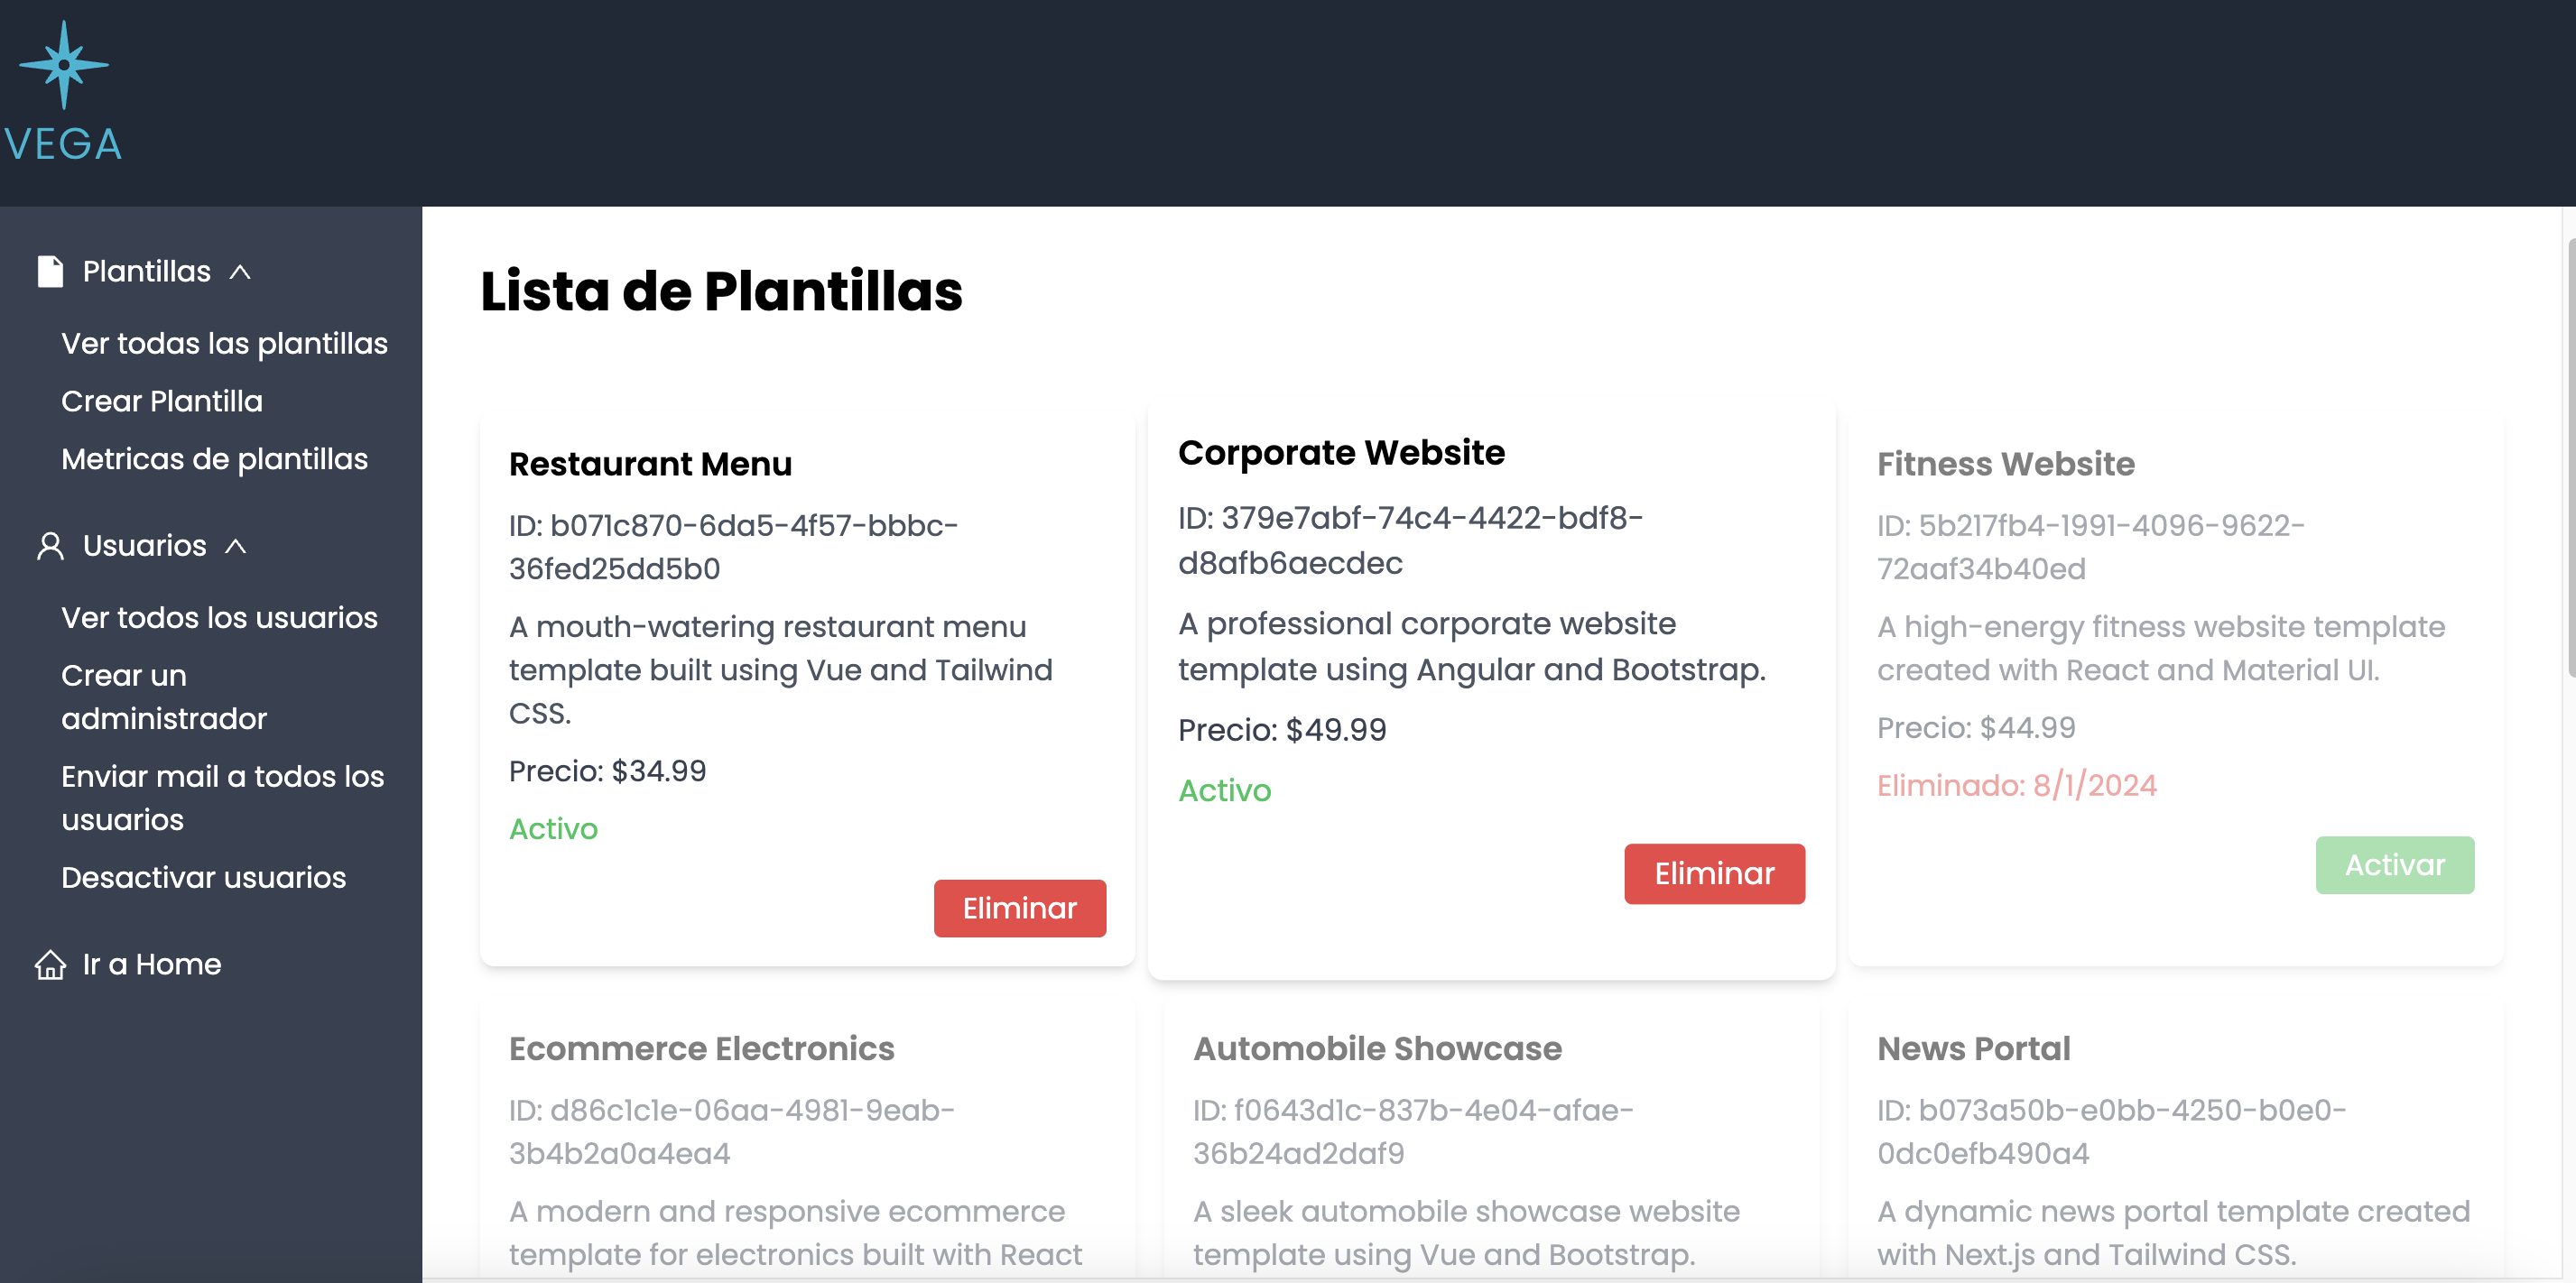 VEGA
Plantillas
Ver todas las plantillas
Crear Plantilla
Metricas de plantillas
Usuarios
Ver todos los usuarios
Crear un
administrador
Enviar mail a todos los
usuarios
Desactivar usuarios
Ir a Home
Lista de Plantillas
Restaurant Menu
ID: b071c870-6da5-4f57-bbbc-
36fed25dd5b0
A mouth-watering restaurant menu
template built using Vue and Tailwind
CSS.
Precio: $34.99
Activo
Eliminar
Corporate Website
ID: 379e7abf-74c4-4422-bdf8-
d8afb6aecdec
A professional corporate website
template using Angular and Bootstrap.
Precio: $49.99
Activo
Eliminar
Fitness Website
ID: 5b217fb4-1991-4096-9622-
72aaf34b40ed
A high-energy fitness website template
created with React and Material UI.
Precio: $44.99
Eliminado: 8/1/2024
Activar
Ecommerce Electronics
ID: d86c1c1e-06aa-4981-9eab-
3b4b2a0a4ea4
A modern and responsive ecommerce
template for electronics built with React
Automobile Showcase
ID: f0643d1c-837b-4e04-afae-
36b24ad2daf9
A sleek automobile showcase website
template using Vue and Bootstrap.
News Portal
ID: b073a50b-e0bb-4250-b0e0-
0dc0efb490a4
A dynamic news portal template created
with Next.js and Tailwind CSS.